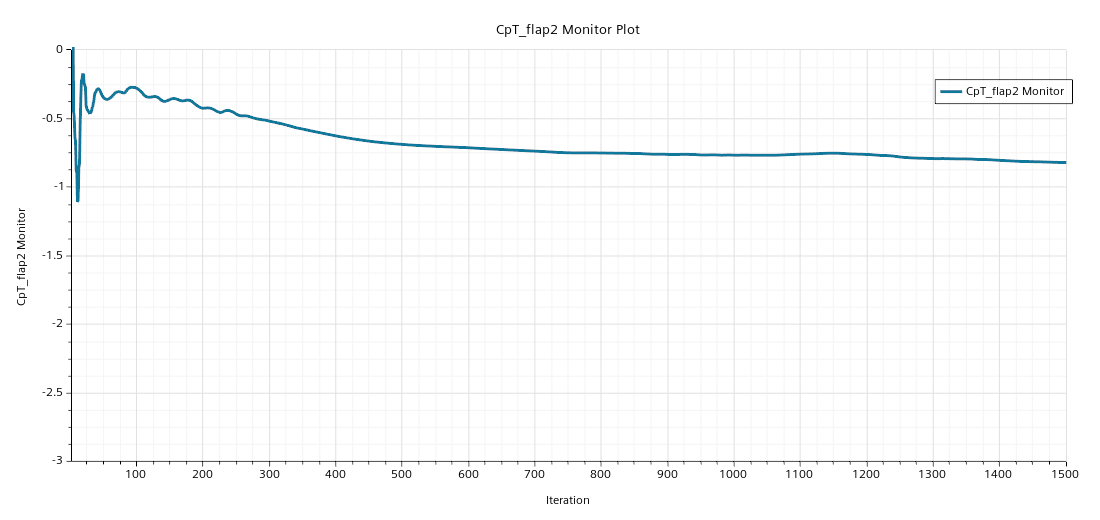 CpT_flap2 Monitor Plot
CpT_flap2 Monitor
0
-0.5
-1
-1.5
-2
-2.5
-3
CpT_flap2 Monitor
100 200 300 400 500 600 700 800 900 1000 1100 1200 1300 1400 1500
Iteration